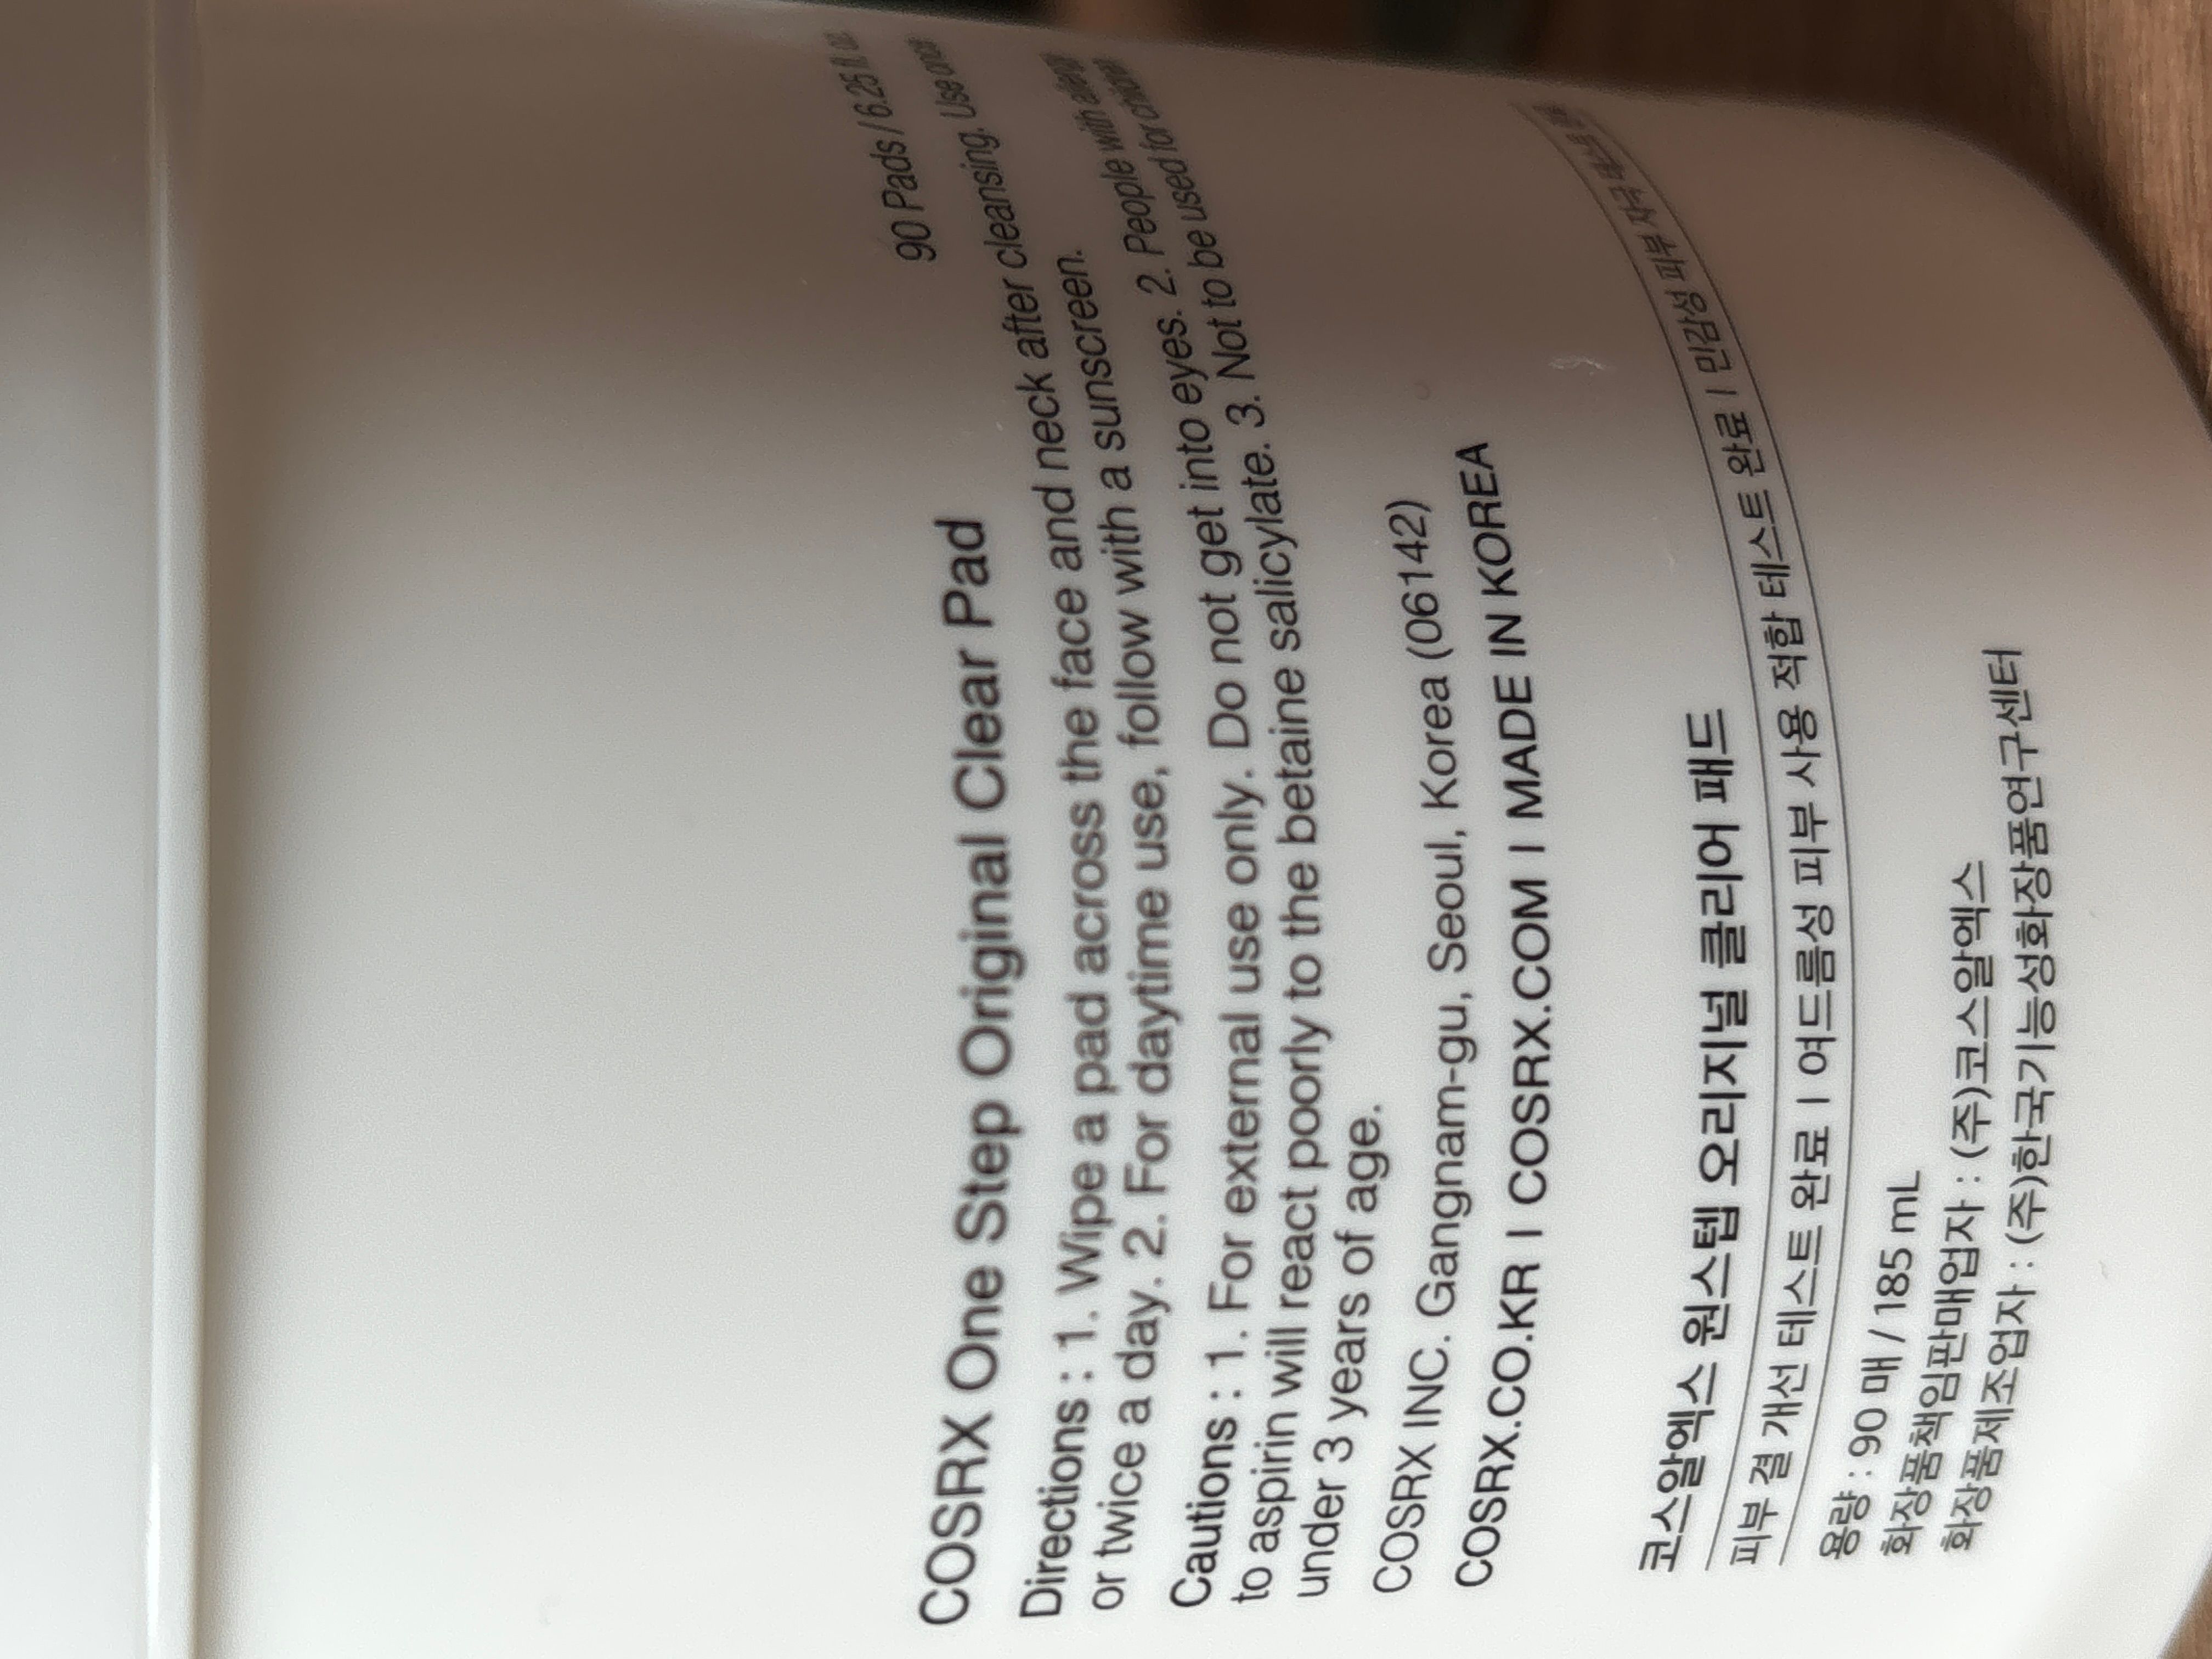 COSRX One Step Original Clear Pad
90 Pads / 6.25 fl. oz
Directions : 1. Wipe a pad across the face and neck after cleansing. Use once
or twice a day. 2. For daytime use, follow with a sunscreen.
Cautions : 1. For external use only. Do not get into eyes. 2. People with
to aspirin will react poorly to the betaine salicylate. 3. Not to be used for
under 3 years of age.
COSRX INC. Gangnam-gu, Seoul, Korea (06142)
COSRX.CO.KR I COSRX.COM I MADE IN KOREA
코스알엑스 원스텝 오리지널 클리어 패드
피부 결 개선 테스트 완료 I 여드름성 피부 사용 적합 테스트 완료 I 민감성 피부 자극 테스트
용량 : 90 매 / 185 mL
화장품책임판매업자 : (주)코스알엑스
화장품제조업자 : (주)한국기능성화장품연구센터